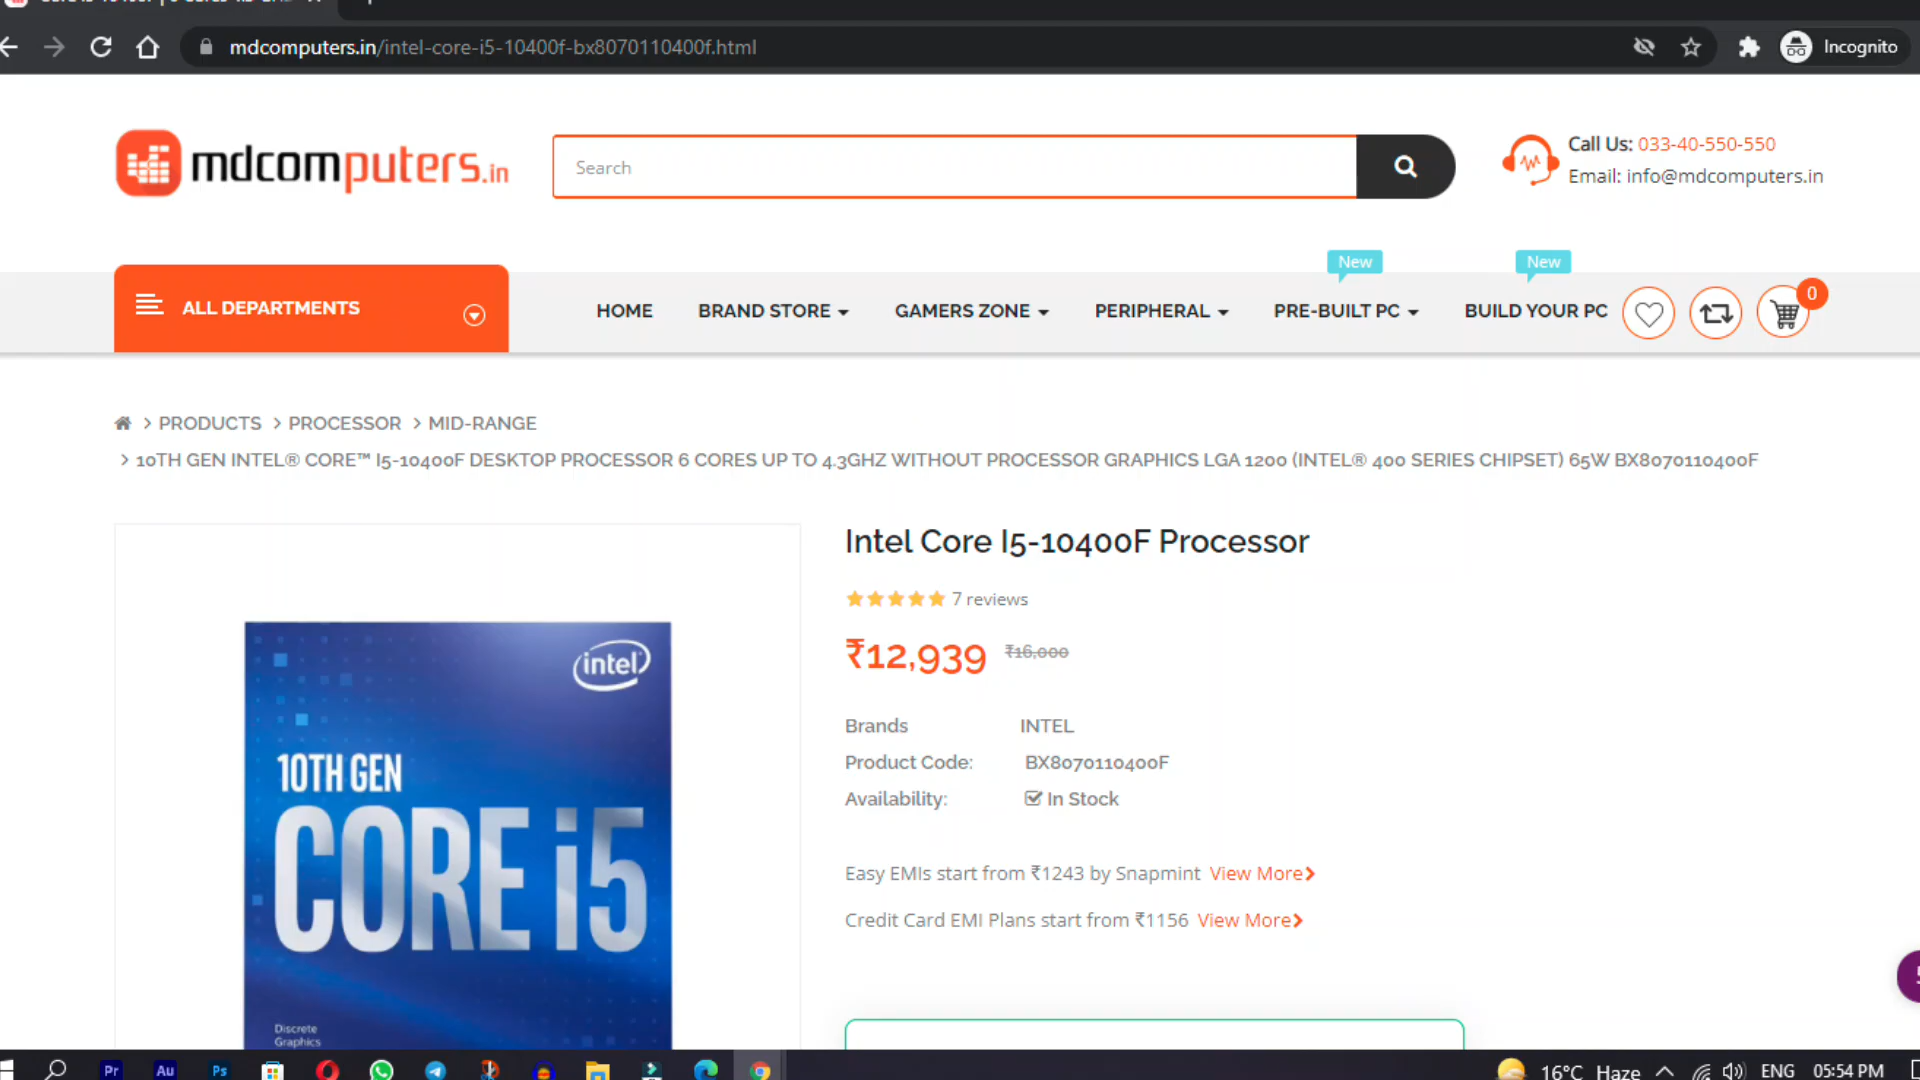 mdcomputers.in/intel-core-i5-10400f-bx8070110400f.html
Incognito
mdcomputers.in
Search
Call Us: 033-40-550-550
Email: info@mdcomputers.in
New
New
ALL DEPARTMENTS
HOME
BRAND STORE
GAMERS ZONE
PERIPHERAL
PRE-BUILT PC
BUILD YOUR PC
0
> PRODUCTS > PROCESSOR > MID-RANGE
> 10TH GEN INTEL® CORE™ I5-10400F DESKTOP PROCESSOR 6 CORES UP TO 4.3GHZ WITHOUT PROCESSOR GRAPHICS LGA 1200 (INTEL® 400 SERIES CHIPSET) 65W BX8070110400F
intel
10TH GEN
CORE i5
Discrete
Graphics
Intel Core I5-10400F Processor
7 reviews
₹12,939 ₹16,000
Brands INTEL
Product Code: BX8070110400F
Availability: In Stock
Easy EMIs start from ₹1243 by Snapmint View More
Credit Card EMI Plans start from ₹1156 View More
Pr
Au
Ps
16°C Haze
ENG
05:54 PM